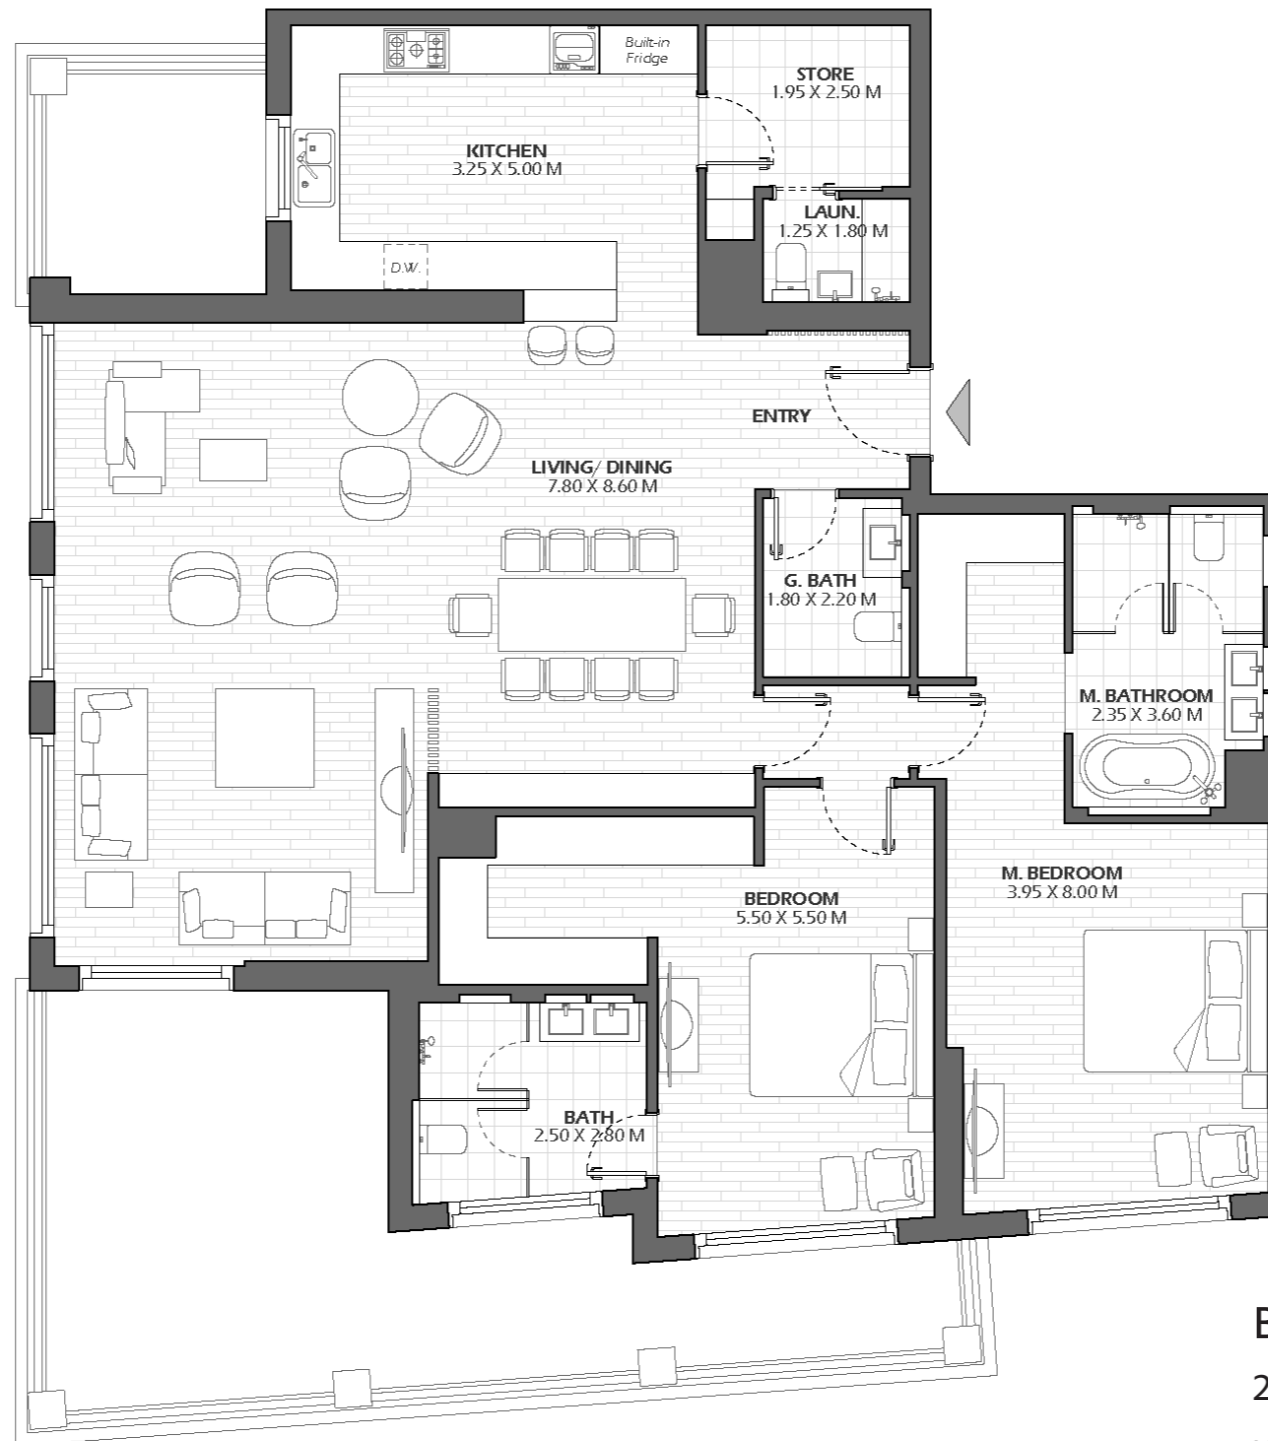 Built-in
Fridge
STORE
1.95 X 2.50 M
KITCHEN
3.25 X 5.00 M
LAUN.
1.25 X 1.80 M
D.W.
ENTRY
LIVING/ DINING
7.80 X 8.60 M
G. BATH
1.80 X 2.20 M
M. BATHROOM
2.35 X 3.60 M
M. BEDROOM
3.95 X 8.00 M
BEDROOM
5.50 X 5.50 M
BATH
2.50 X 2.80 M
2